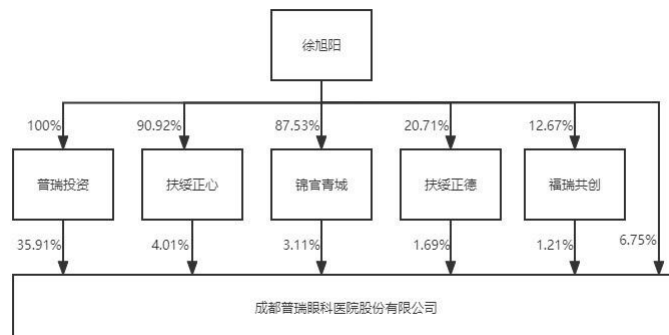 徐旭阳
100%
90.92%
87.53%
20.71%
12.67%
普瑞投资
扶绥正心
锦官青城
扶绥正德
福瑞共创
35.91%
4.01%
3.11%
1.69%
1.21%
6.75%
成都普瑞眼科医院股份有限公司